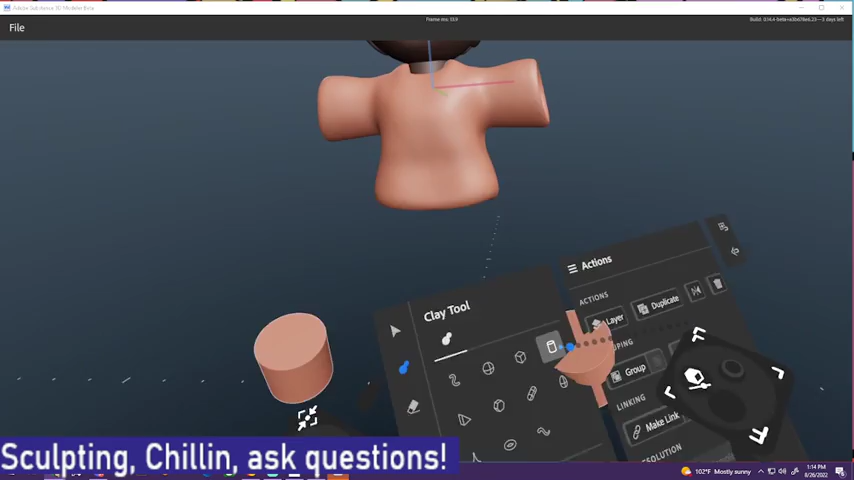 Adobe Substance 3D Modeler Beta
Frame ms: 13.9
File
Actions
ACTIONS
Layer
Duplicate
Clay Tool
Group
LINKING
Make Link
Sculpting, Chillin, ask questions!
102°F Mostly sunny
1:14 PM
8/26/2022